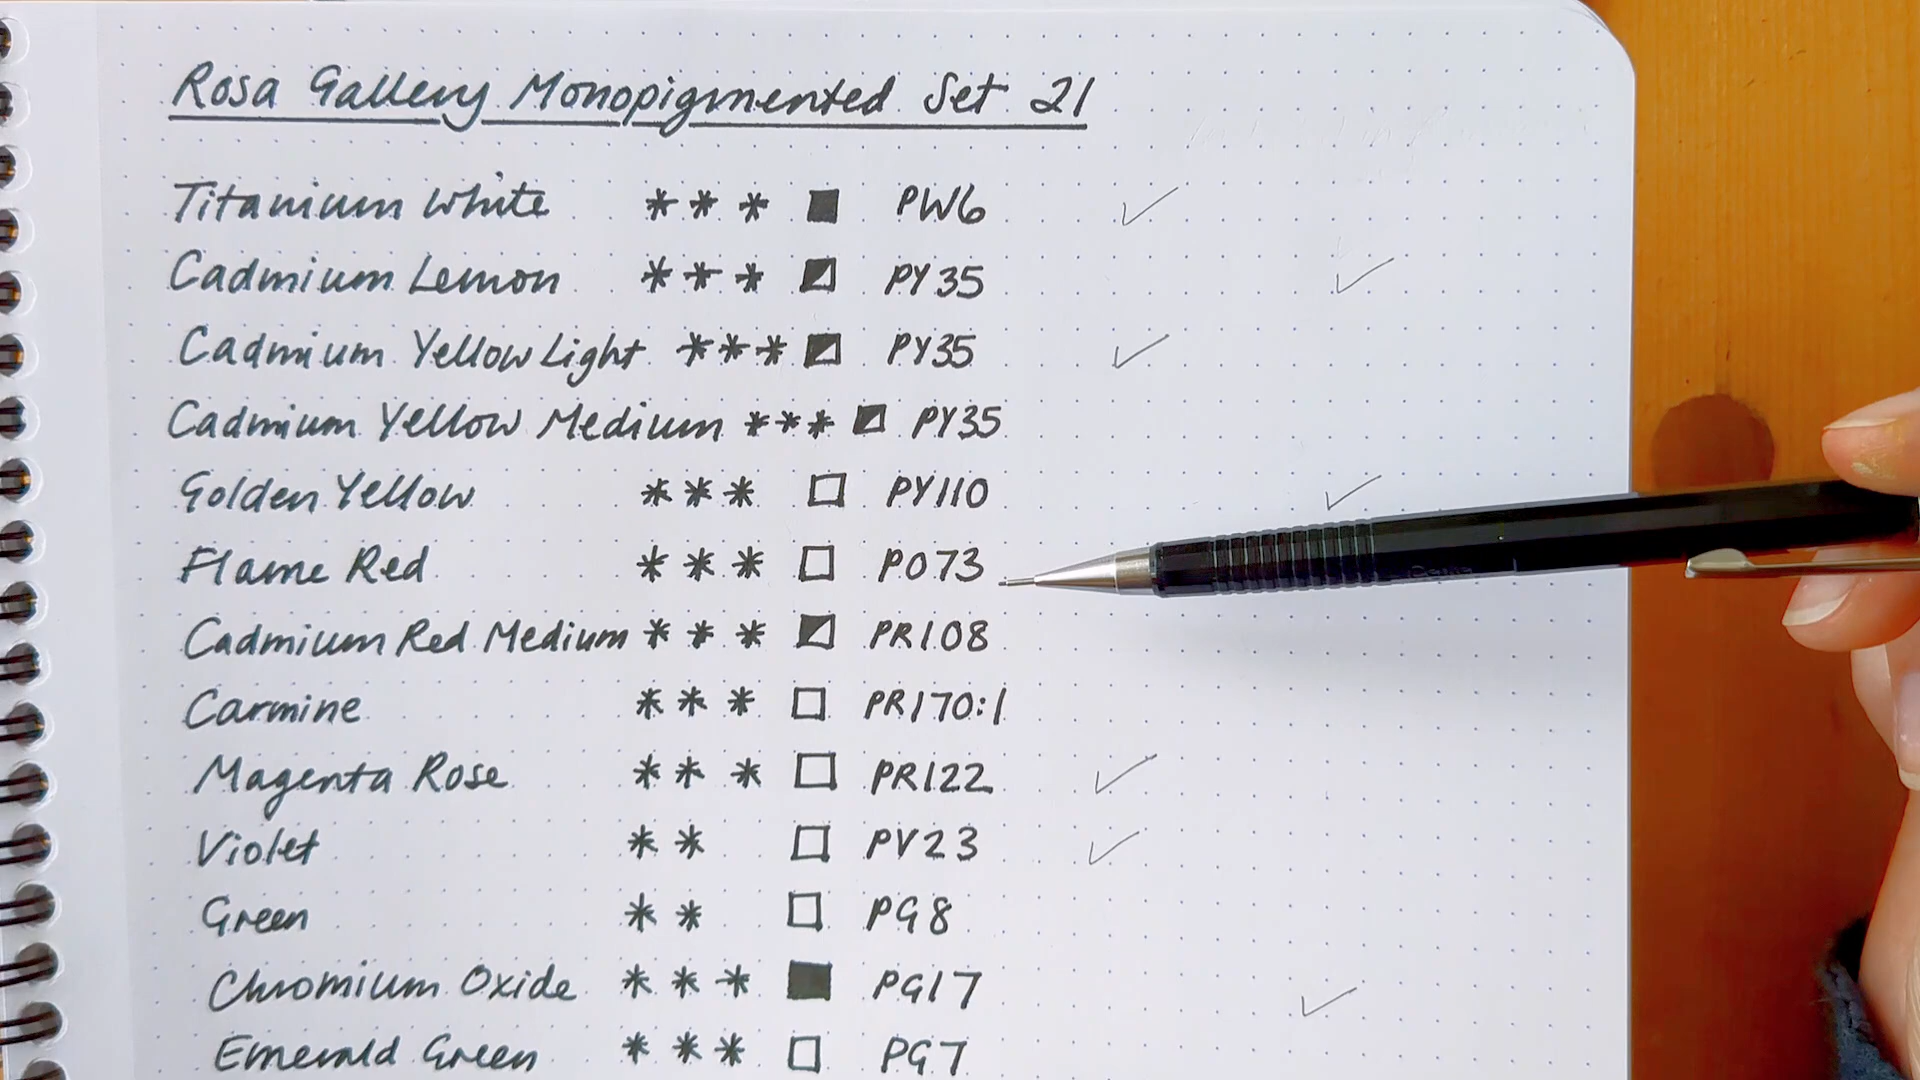 Rosa Gallery Monopigmented Set 21
Titanium White *** ■ PW6 ✓
Cadmium Lemon *** ◪ PY35 ✓
Cadmium Yellow Light *** ◪ PY35 ✓
Cadmium Yellow Medium *** ◪ PY35
Golden Yellow *** □ PY110 ✓
Flame Red *** □ PO73
Cadmium Red Medium *** ◪ PR108
Carmine *** □ PR170:1
Magenta Rose *** □ PR122 ✓
Violet ** □ PV23 ✓
Green ** □ PG8
Chromium Oxide *** ■ PG17 ✓
Emerald Green *** □ PG7